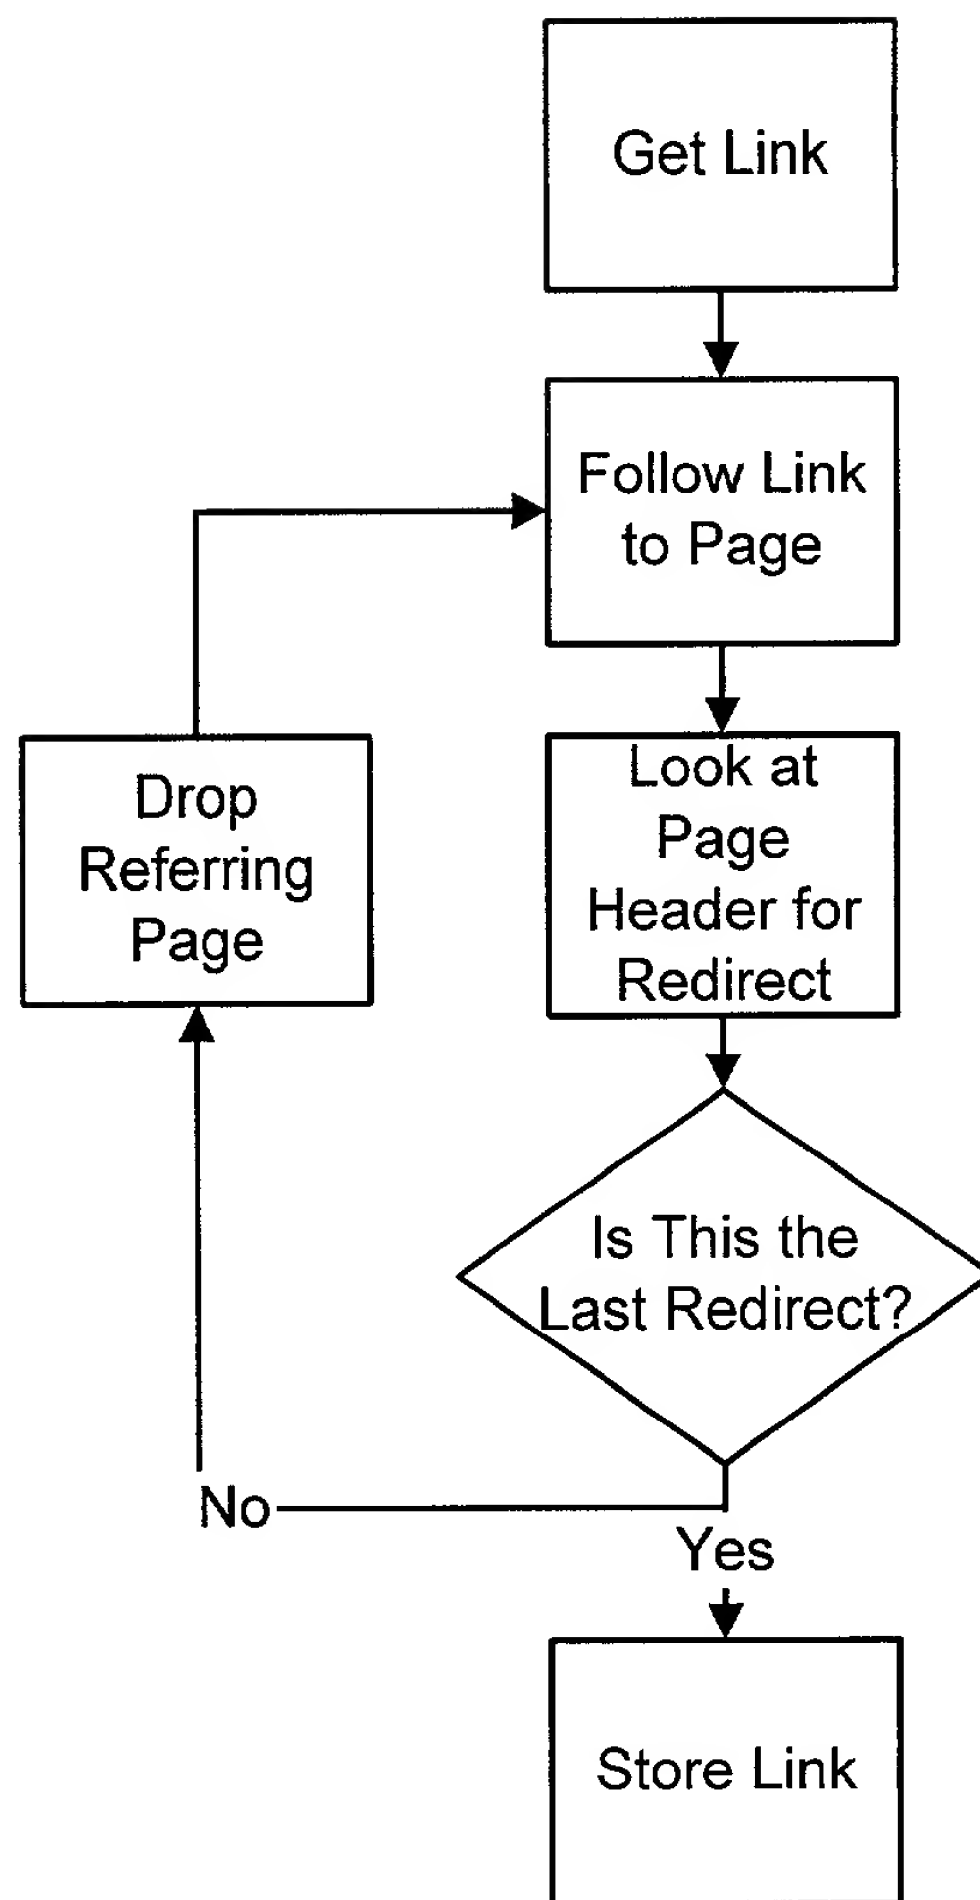 Get Link
Follow Link
to Page
Look at
Page
Header for
Redirect
Drop
Referring
Page
Is This the
Last Redirect?
No
Yes
Store Link